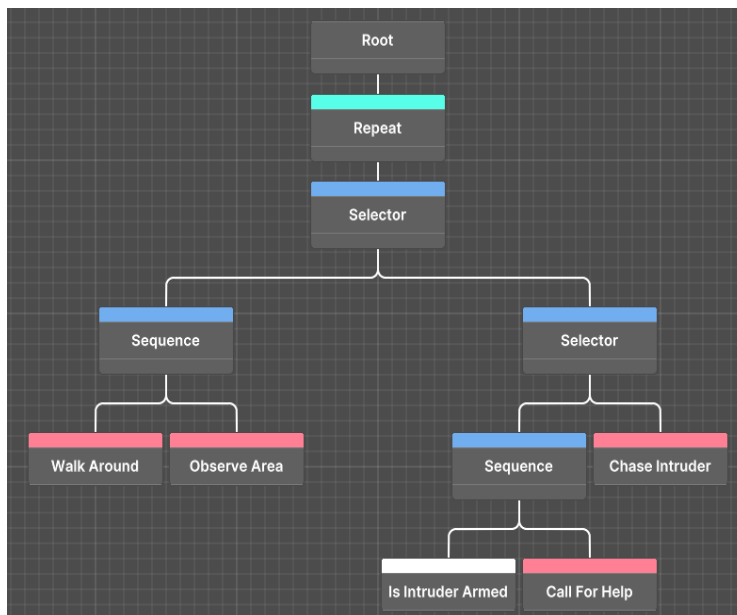 Root
Repeat
Selector
Sequence
Selector
Walk Around
Observe Area
Sequence
Chase Intruder
Is Intruder Armed
Call For Help